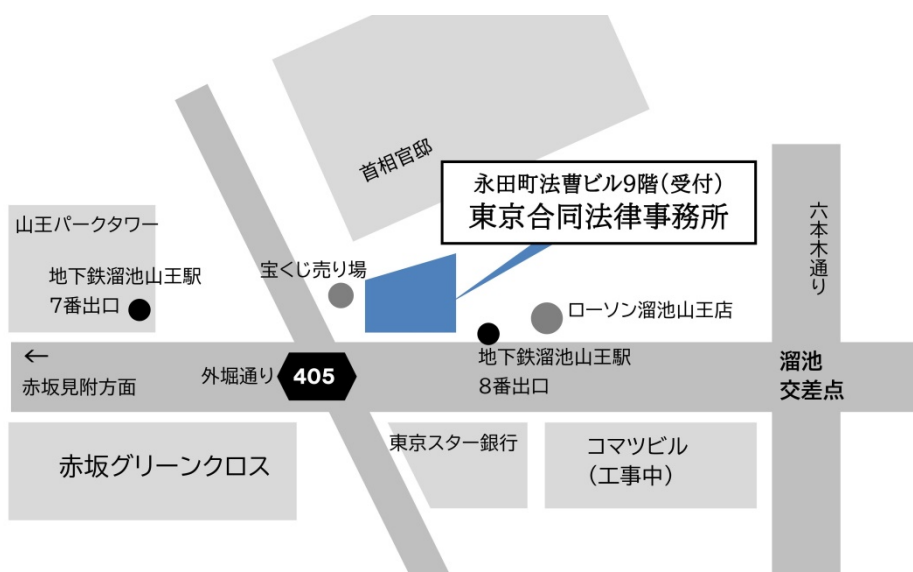 首相官邸
永田町法曹ビル9階(受付)
東京合同法律事務所
六本木通り
山王パークタワー
地下鉄溜池山王駅
7番出口
宝くじ売り場
ローソン溜池山王店
地下鉄溜池山王駅
8番出口
←
赤坂見附方面
外堀通り
405
溜池
交差点
赤坂グリーンクロス
東京スター銀行
コマツビル
(工事中)